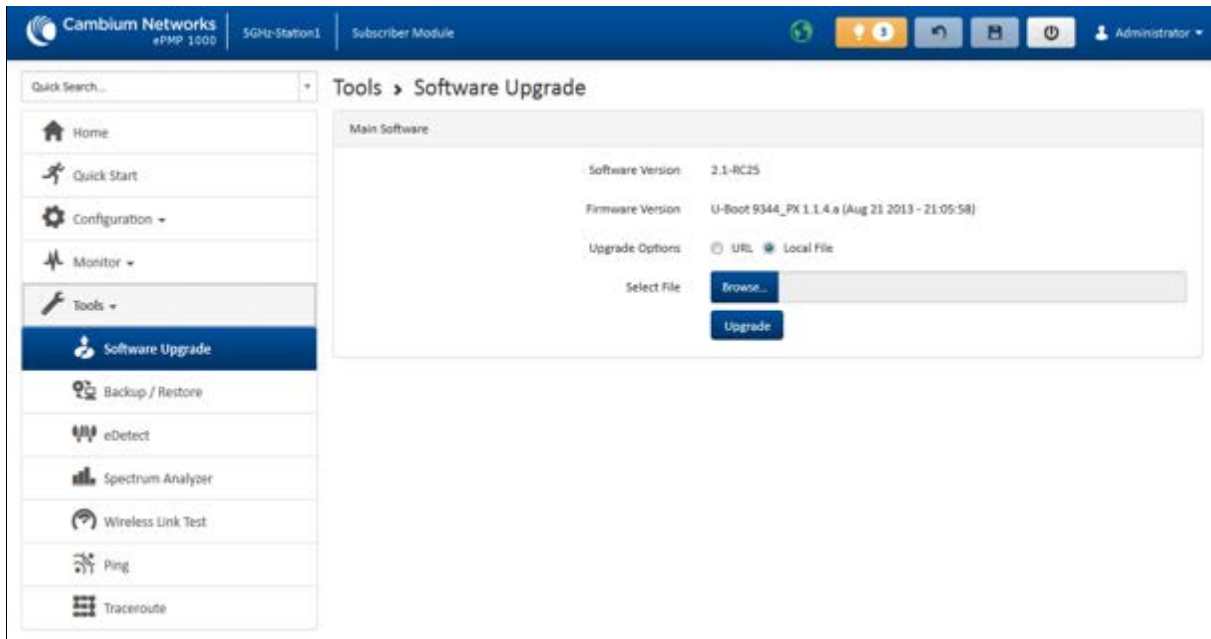 Cambium Networks
ePMP 1000
5GHz-Station1
Subscriber Module
3
Administrator
Quick Search...
Tools > Software Upgrade
Home
Quick Start
Configuration
Monitor
Tools
Software Upgrade
Backup / Restore
eDetect
Spectrum Analyzer
Wireless Link Test
Ping
Traceroute
Main Software
Software Version 2.1-RC25
Firmware Version U-Boot 9344_PX 1.1.4.a (Aug 21 2013 - 21:05:58)
Upgrade Options URL Local File
Select File Browse...
Upgrade